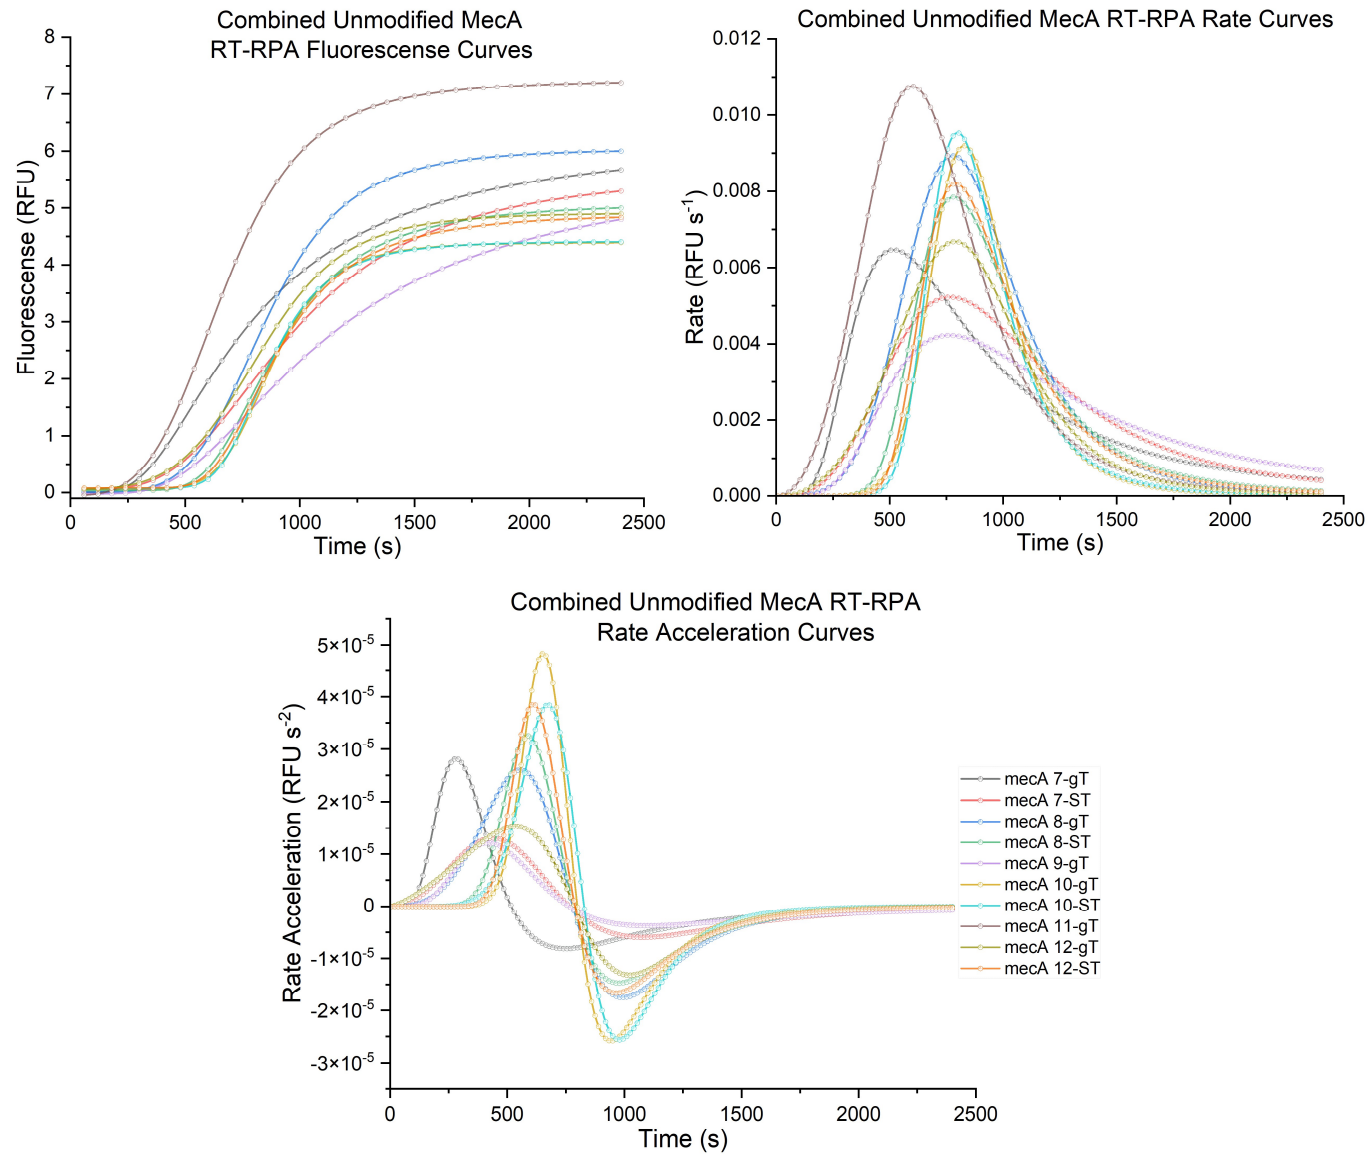 Combined Unmodified MecA
RT-RPA Fluorescense Curves
8
7
6
5
4
3
2
1
0
Fluorescense (RFU)
0 500 1000 1500 2000 2500
Time (s)
Combined Unmodified MecA RT-RPA Rate Curves
0.012
0.010
0.008
0.006
0.004
0.002
0.000
Rate (RFU s-1)
0 500 1000 1500 2000 2500
Time (s)
Combined Unmodified MecA RT-RPA
Rate Acceleration Curves
5×10-5
4×10-5
3×10-5
2×10-5
1×10-5
0
-1×10-5
-2×10-5
-3×10-5
Rate Acceleration (RFU s-2)
0 500 1000 1500 2000 2500
Time (s)
mecA 7-gT
mecA 7-ST
mecA 8-gT
mecA 8-ST
mecA 9-gT
mecA 10-gT
mecA 10-ST
mecA 11-gT
mecA 12-gT
mecA 12-ST